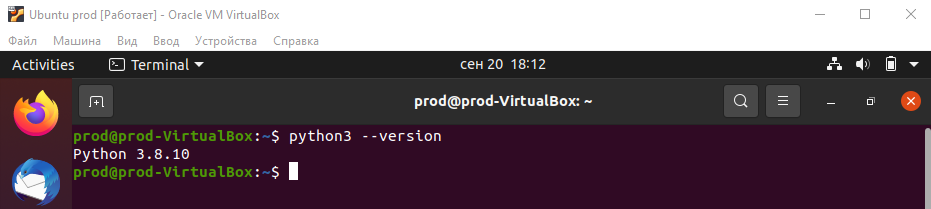 Ubuntu prod [Работает] - Oracle VM VirtualBox
Файл Машина Вид Ввод Устройства Справка
Activities Terminal сен 20 18:12
prod@prod-VirtualBox: ~
prod@prod-VirtualBox:~$ python3 --version
Python 3.8.10
prod@prod-VirtualBox:~$